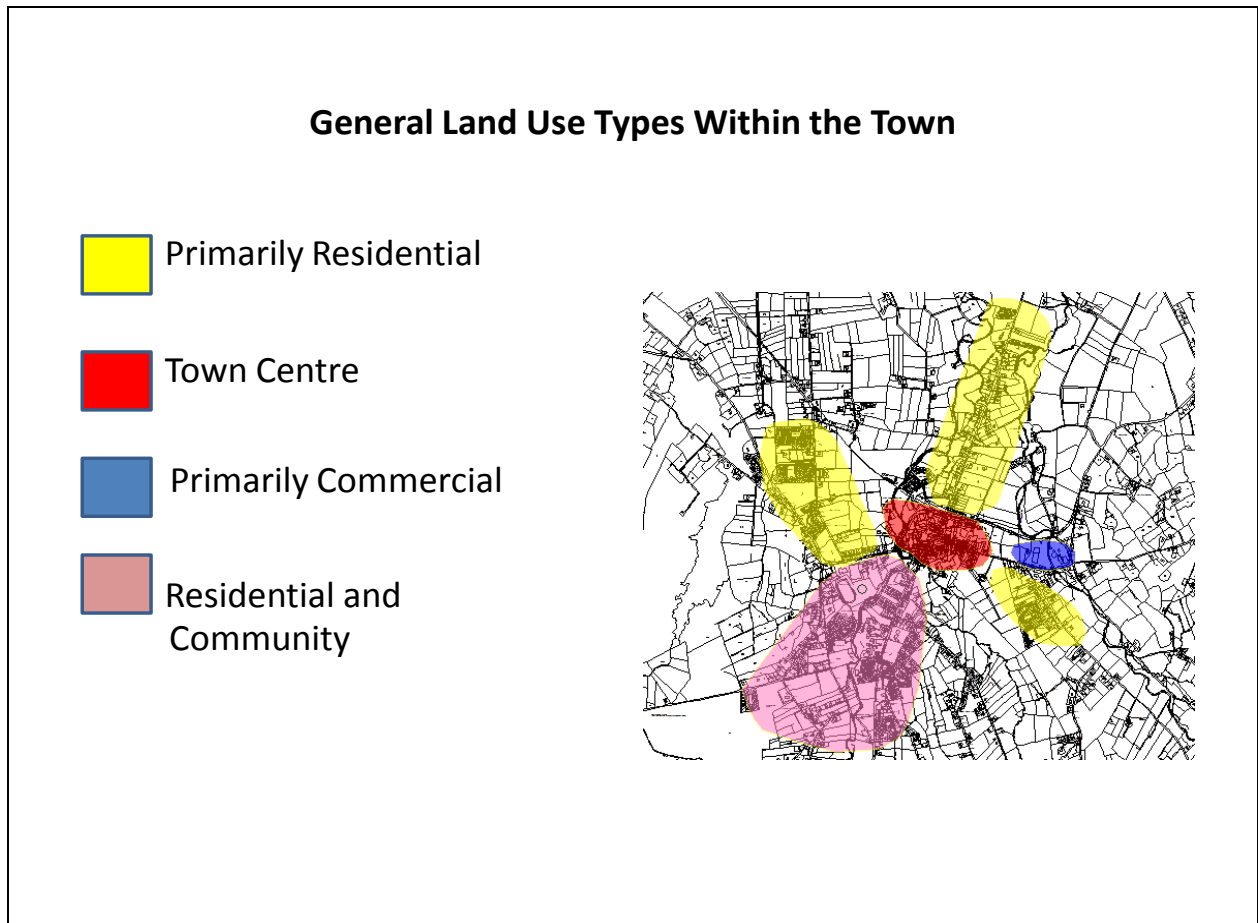 General Land Use Types Within the Town
Primarily Residential
Town Centre
Primarily Commercial
Residential and
Community